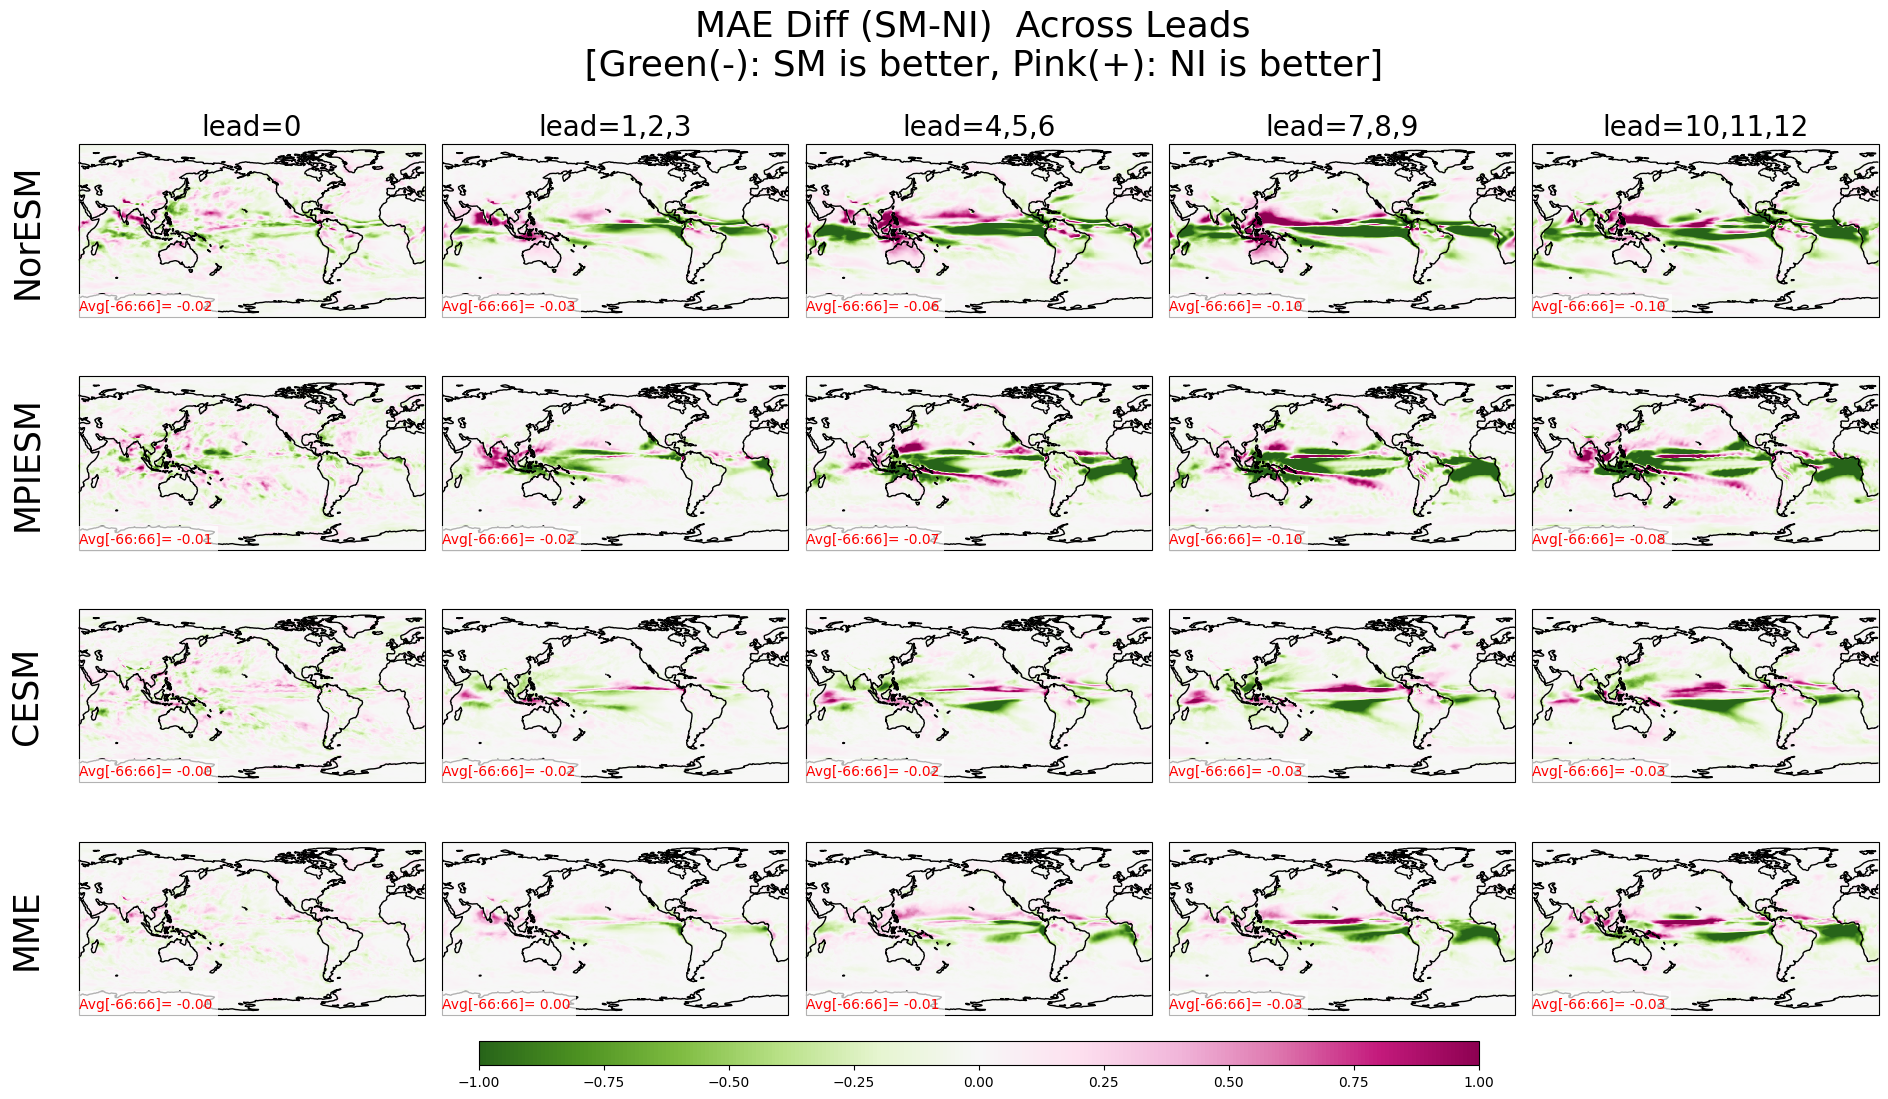 MAE Diff (SM-NI)  Across Leads
[Green(-): SM is better, Pink(+): NI is better]
lead=0
lead=1,2,3
lead=4,5,6
lead=7,8,9
lead=10,11,12
NorESM
Avg[-66:66]= -0.02
Avg[-66:66]= -0.03
Avg[-66:66]= -0.06
Avg[-66:66]= -0.10
Avg[-66:66]= -0.10
MPIESM
Avg[-66:66]= -0.01
Avg[-66:66]= -0.02
Avg[-66:66]= -0.07
Avg[-66:66]= -0.10
Avg[-66:66]= -0.08
CESM
Avg[-66:66]= -0.00
Avg[-66:66]= -0.02
Avg[-66:66]= -0.02
Avg[-66:66]= -0.03
Avg[-66:66]= -0.03
MME
Avg[-66:66]= -0.00
Avg[-66:66]= 0.00
Avg[-66:66]= -0.01
Avg[-66:66]= -0.03
Avg[-66:66]= -0.03
−1.00
−0.75
−0.50
−0.25
0.00
0.25
0.50
0.75
1.00